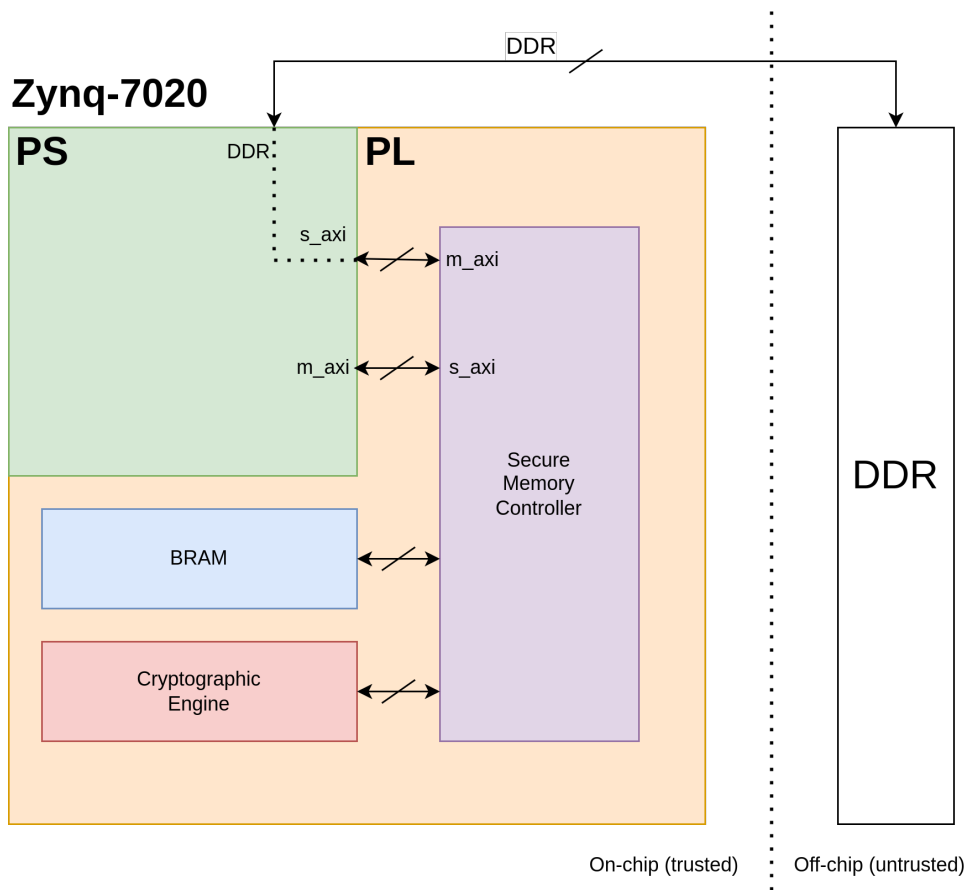 DDR
Zynq-7020
PS
DDR
PL
s_axi
m_axi
m_axi
s_axi
Secure
Memory
Controller
DDR
BRAM
Cryptographic
Engine
On-chip (trusted)
Off-chip (untrusted)